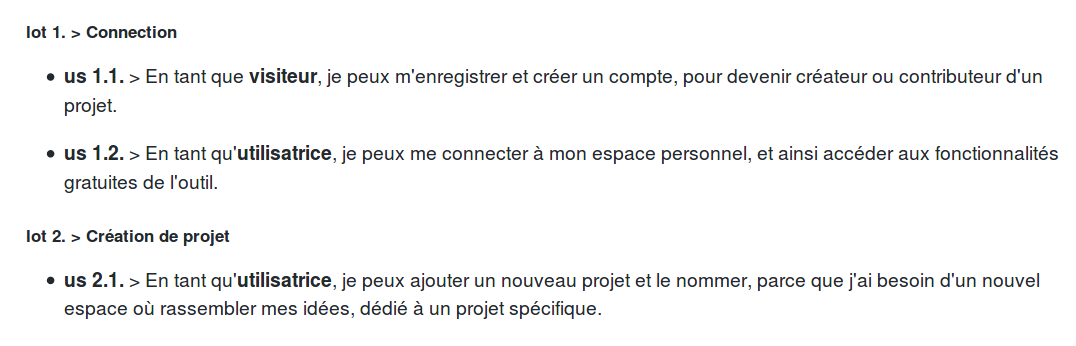 lot 1. > Connection
us 1.1. > En tant que visiteur, je peux m'enregistrer et créer un compte, pour devenir créateur ou contributeur d'un
projet.
us 1.2. > En tant qu'utilisatrice, je peux me connecter à mon espace personnel, et ainsi accéder aux fonctionnalités
gratuites de l'outil.
lot 2. > Création de projet
us 2.1. > En tant qu'utilisatrice, je peux ajouter un nouveau projet et le nommer, parce que j'ai besoin d'un nouvel
espace où rassembler mes idées, dédié à un projet spécifique.